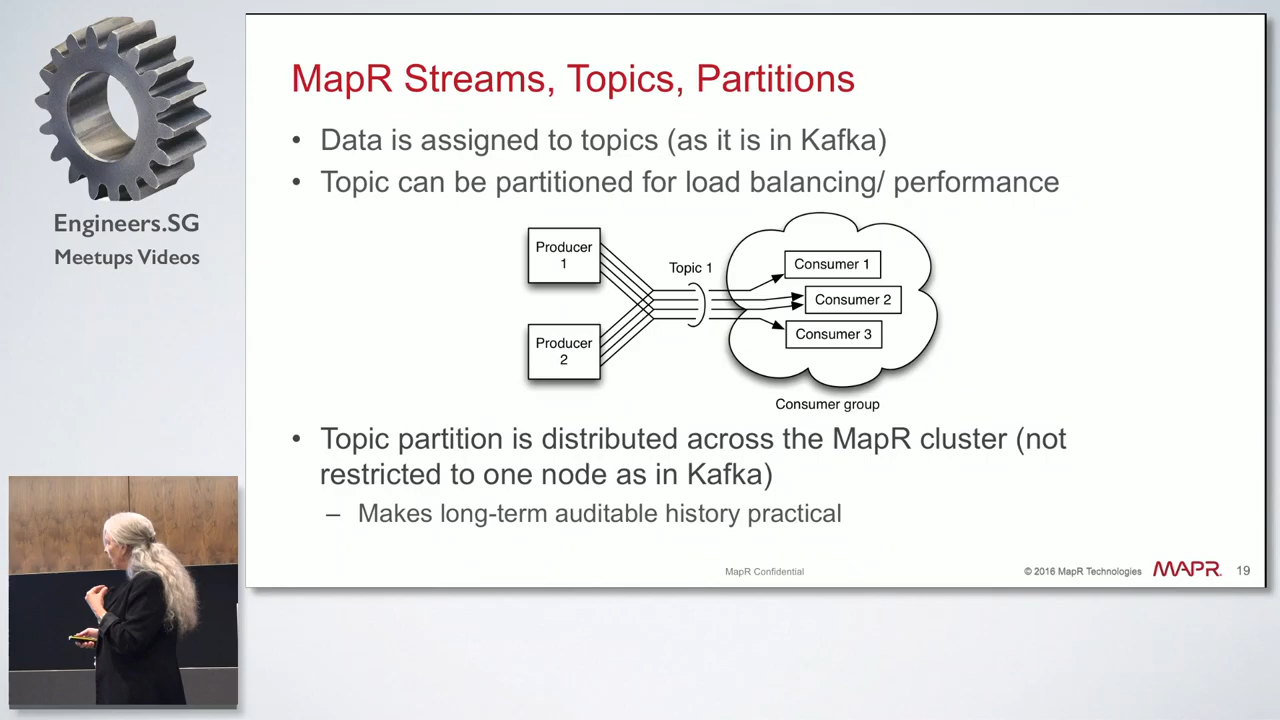 Engineers.SG
Meetups Videos
MapR Streams, Topics, Partitions
• Data is assigned to topics (as it is in Kafka)
• Topic can be partitioned for load balancing/ performance
Producer
1
Producer
2
Topic 1
Consumer 1
Consumer 2
Consumer 3
Consumer group
• Topic partition is distributed across the MapR cluster (not
restricted to one node as in Kafka)
– Makes long-term auditable history practical
MapR Confidential
© 2016 MapR Technologies
MAPR
19